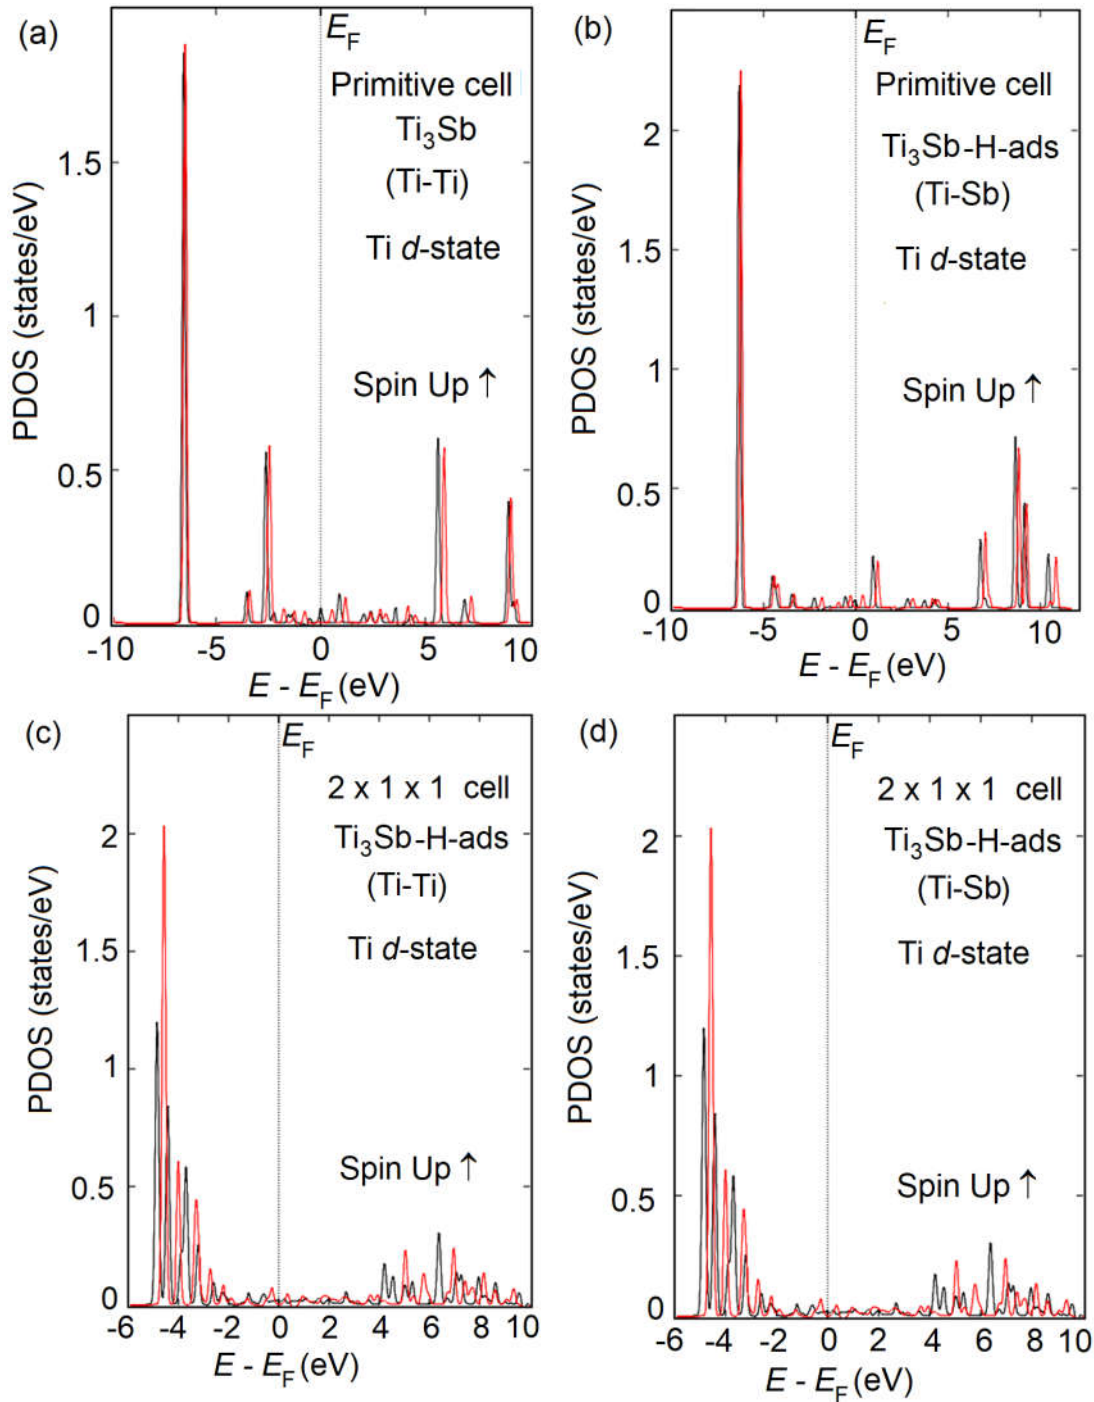 (a)
E_F
Primitive cell
Ti₃Sb
(Ti-Ti)
Ti d-state
Spin Up ↑
PDOS (states/eV)
1.5
1
0.5
0
-10 -5 0 5 10
E - E_F (eV)
(b)
E_F
Primitive cell
Ti₃Sb-H-ads
(Ti-Sb)
Ti d-state
Spin Up ↑
PDOS (states/eV)
2
1.5
1
0.5
0
-10 -5 0 5 10
E - E_F (eV)
(c)
E_F
2 x 1 x 1 cell
Ti₃Sb-H-ads
(Ti-Ti)
Ti d-state
Spin Up ↑
PDOS (states/eV)
2
1.5
1
0.5
0
-6 -4 -2 0 2 4 6 8 10
E - E_F (eV)
(d)
E_F
2 x 1 x 1 cell
Ti₃Sb-H-ads
(Ti-Sb)
Ti d-state
Spin Up ↑
PDOS (states/eV)
2
1.5
1
0.5
0
-6 -4 -2 0 2 4 6 8 10
E - E_F (eV)